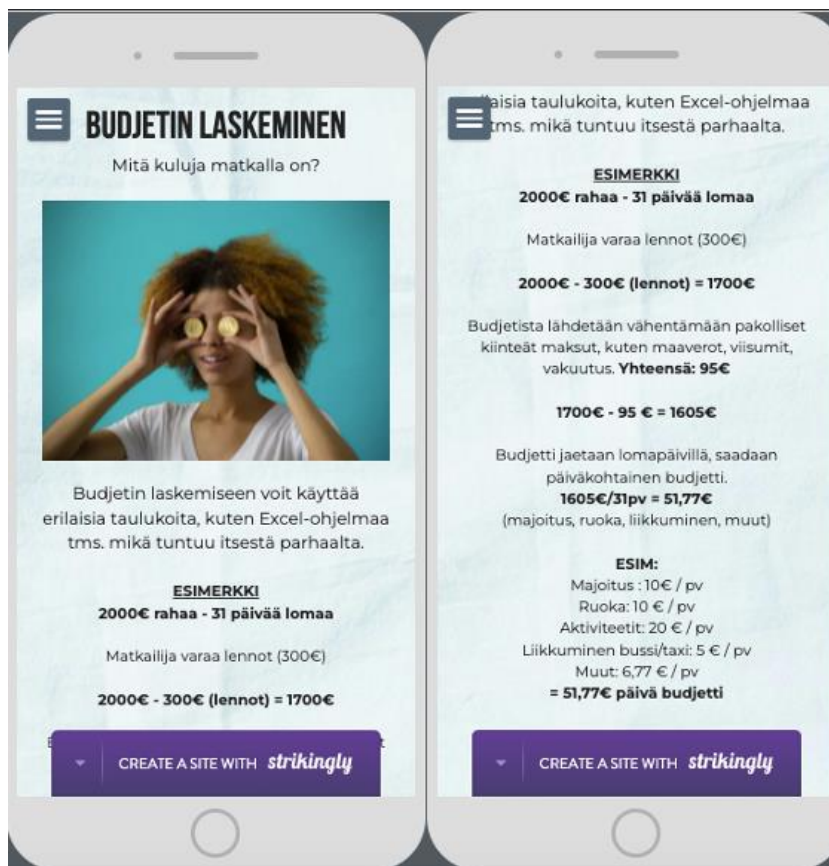 BUDJETIN LASKEMINEN
Mitä kuluja matkalla on?
Budjetin laskemiseen voit käyttää
erilaisia taulukoita, kuten Excel-ohjelmaa
tms. mikä tuntuu itsestä parhaalta.
ESIMERKKI
2000€ rahaa - 31 päivää lomaa
Matkailija varaa lennot (300€)
2000€ - 300€ (lennot) = 1700€
CREATE A SITE WITH strikingly
taulukoita, kuten Excel-ohjelmaa
tms. mikä tuntuu itsestä parhaalta.
ESIMERKKI
2000€ rahaa - 31 päivää lomaa
Matkailija varaa lennot (300€)
2000€ - 300€ (lennot) = 1700€
Budjetista lähdetään vähentämään pakolliset
kiinteät maksut, kuten maaverot, viisumit,
vakuutus. Yhteensä: 95€
1700€ - 95 € = 1605€
Budjetti jaetaan lomapäivillä, saadaan
päiväkohtainen budjetti.
1605€/31pv = 51,77€
(majoitus, ruoka, liikkuminen, muut)
ESIM:
Majoitus : 10€ / pv
Ruoka: 10 € / pv
Aktiviteetit: 20 € / pv
Liikkuminen bussi/taxi: 5 € / pv
Muut: 6,77 € / pv
= 51,77€ päivä budjetti
CREATE A SITE WITH strikingly